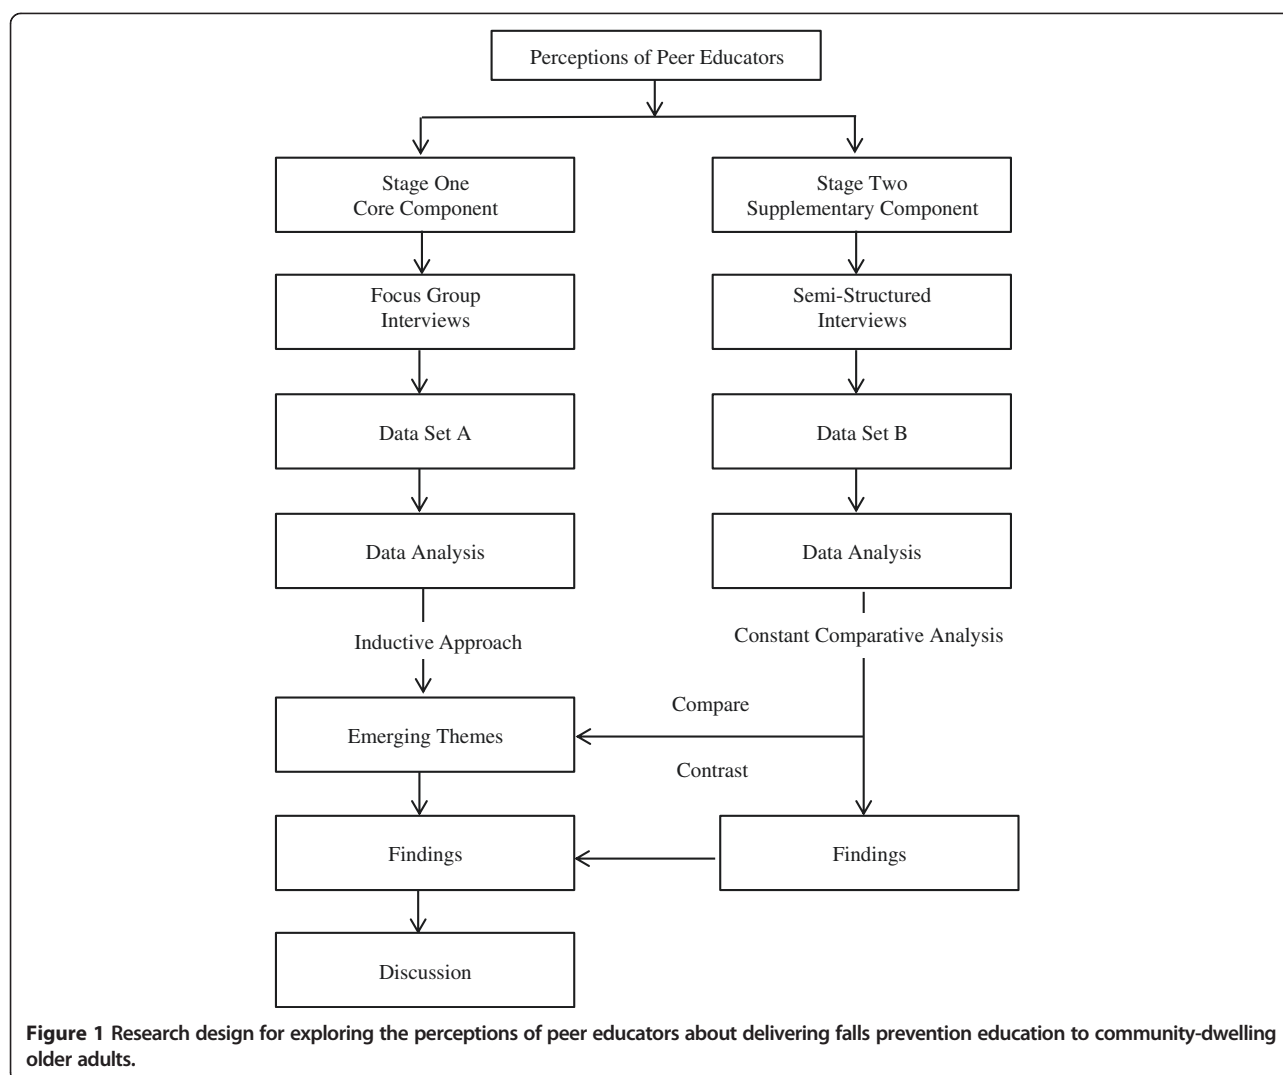 Perceptions of Peer Educators
Stage One
Core Component
Stage Two
Supplementary Component
Focus Group
Interviews
Semi-Structured
Interviews
Data Set A
Data Set B
Data Analysis
Data Analysis
Inductive Approach
Constant Comparative Analysis
Compare
Emerging Themes
Contrast
Findings
Findings
Discussion
Figure 1 Research design for exploring the perceptions of peer educators about delivering falls prevention education to community-dwelling
older adults.